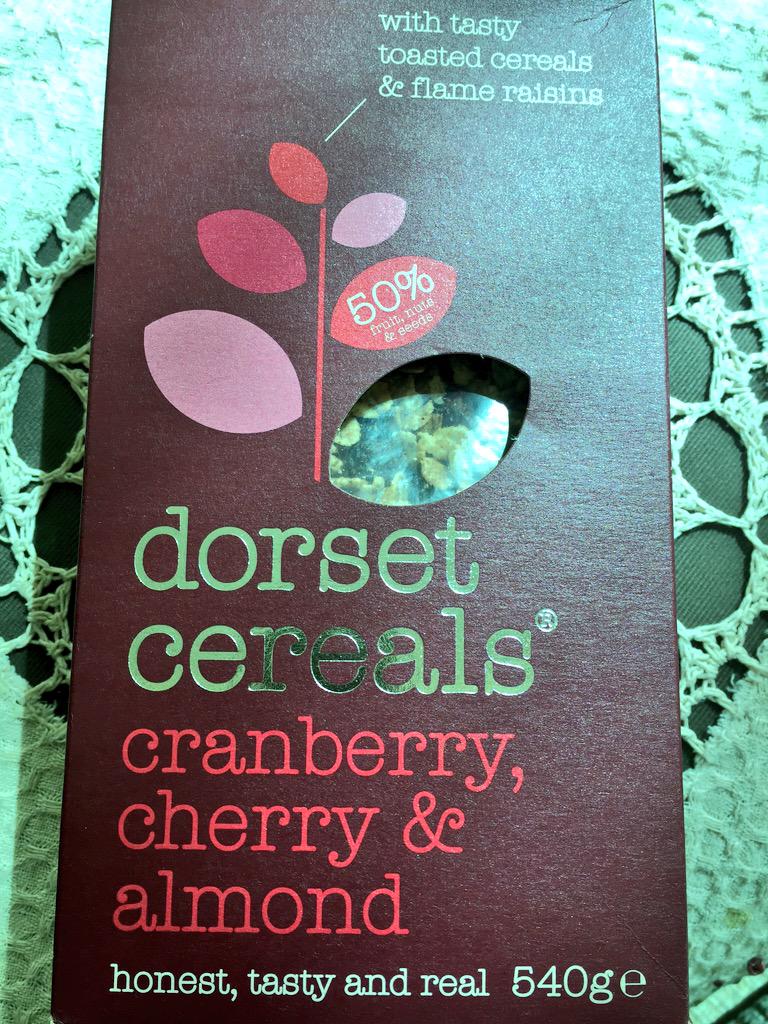 with tasty
toasted cereals
& flame raisins
50%
fruit, nuts
& seeds
dorset
cereals®
cranberry,
cherry &
almond
honest, tasty and real 540g ℮